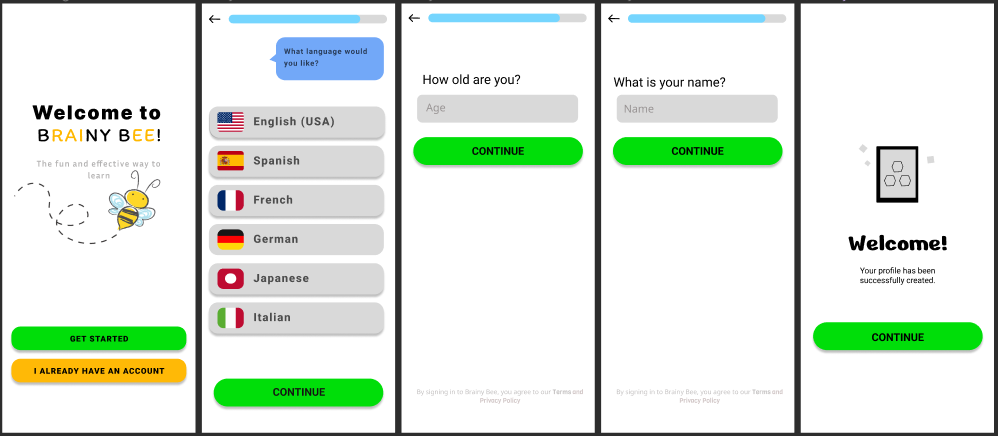 Welcome to
BRAINY BEE!
The fun and effective way to
learn
GET STARTED
I ALREADY HAVE AN ACCOUNT
What language would
you like?
English (USA)
Spanish
French
German
Japanese
Italian
CONTINUE
How old are you?
Age
CONTINUE
By signing in to Brainy Bee, you agree to our Terms and
Privacy Policy
What is your name?
Name
CONTINUE
By signing in to Brainy Bee, you agree to our Terms and
Privacy Policy
Welcome!
Your profile has been
successfully created.
CONTINUE